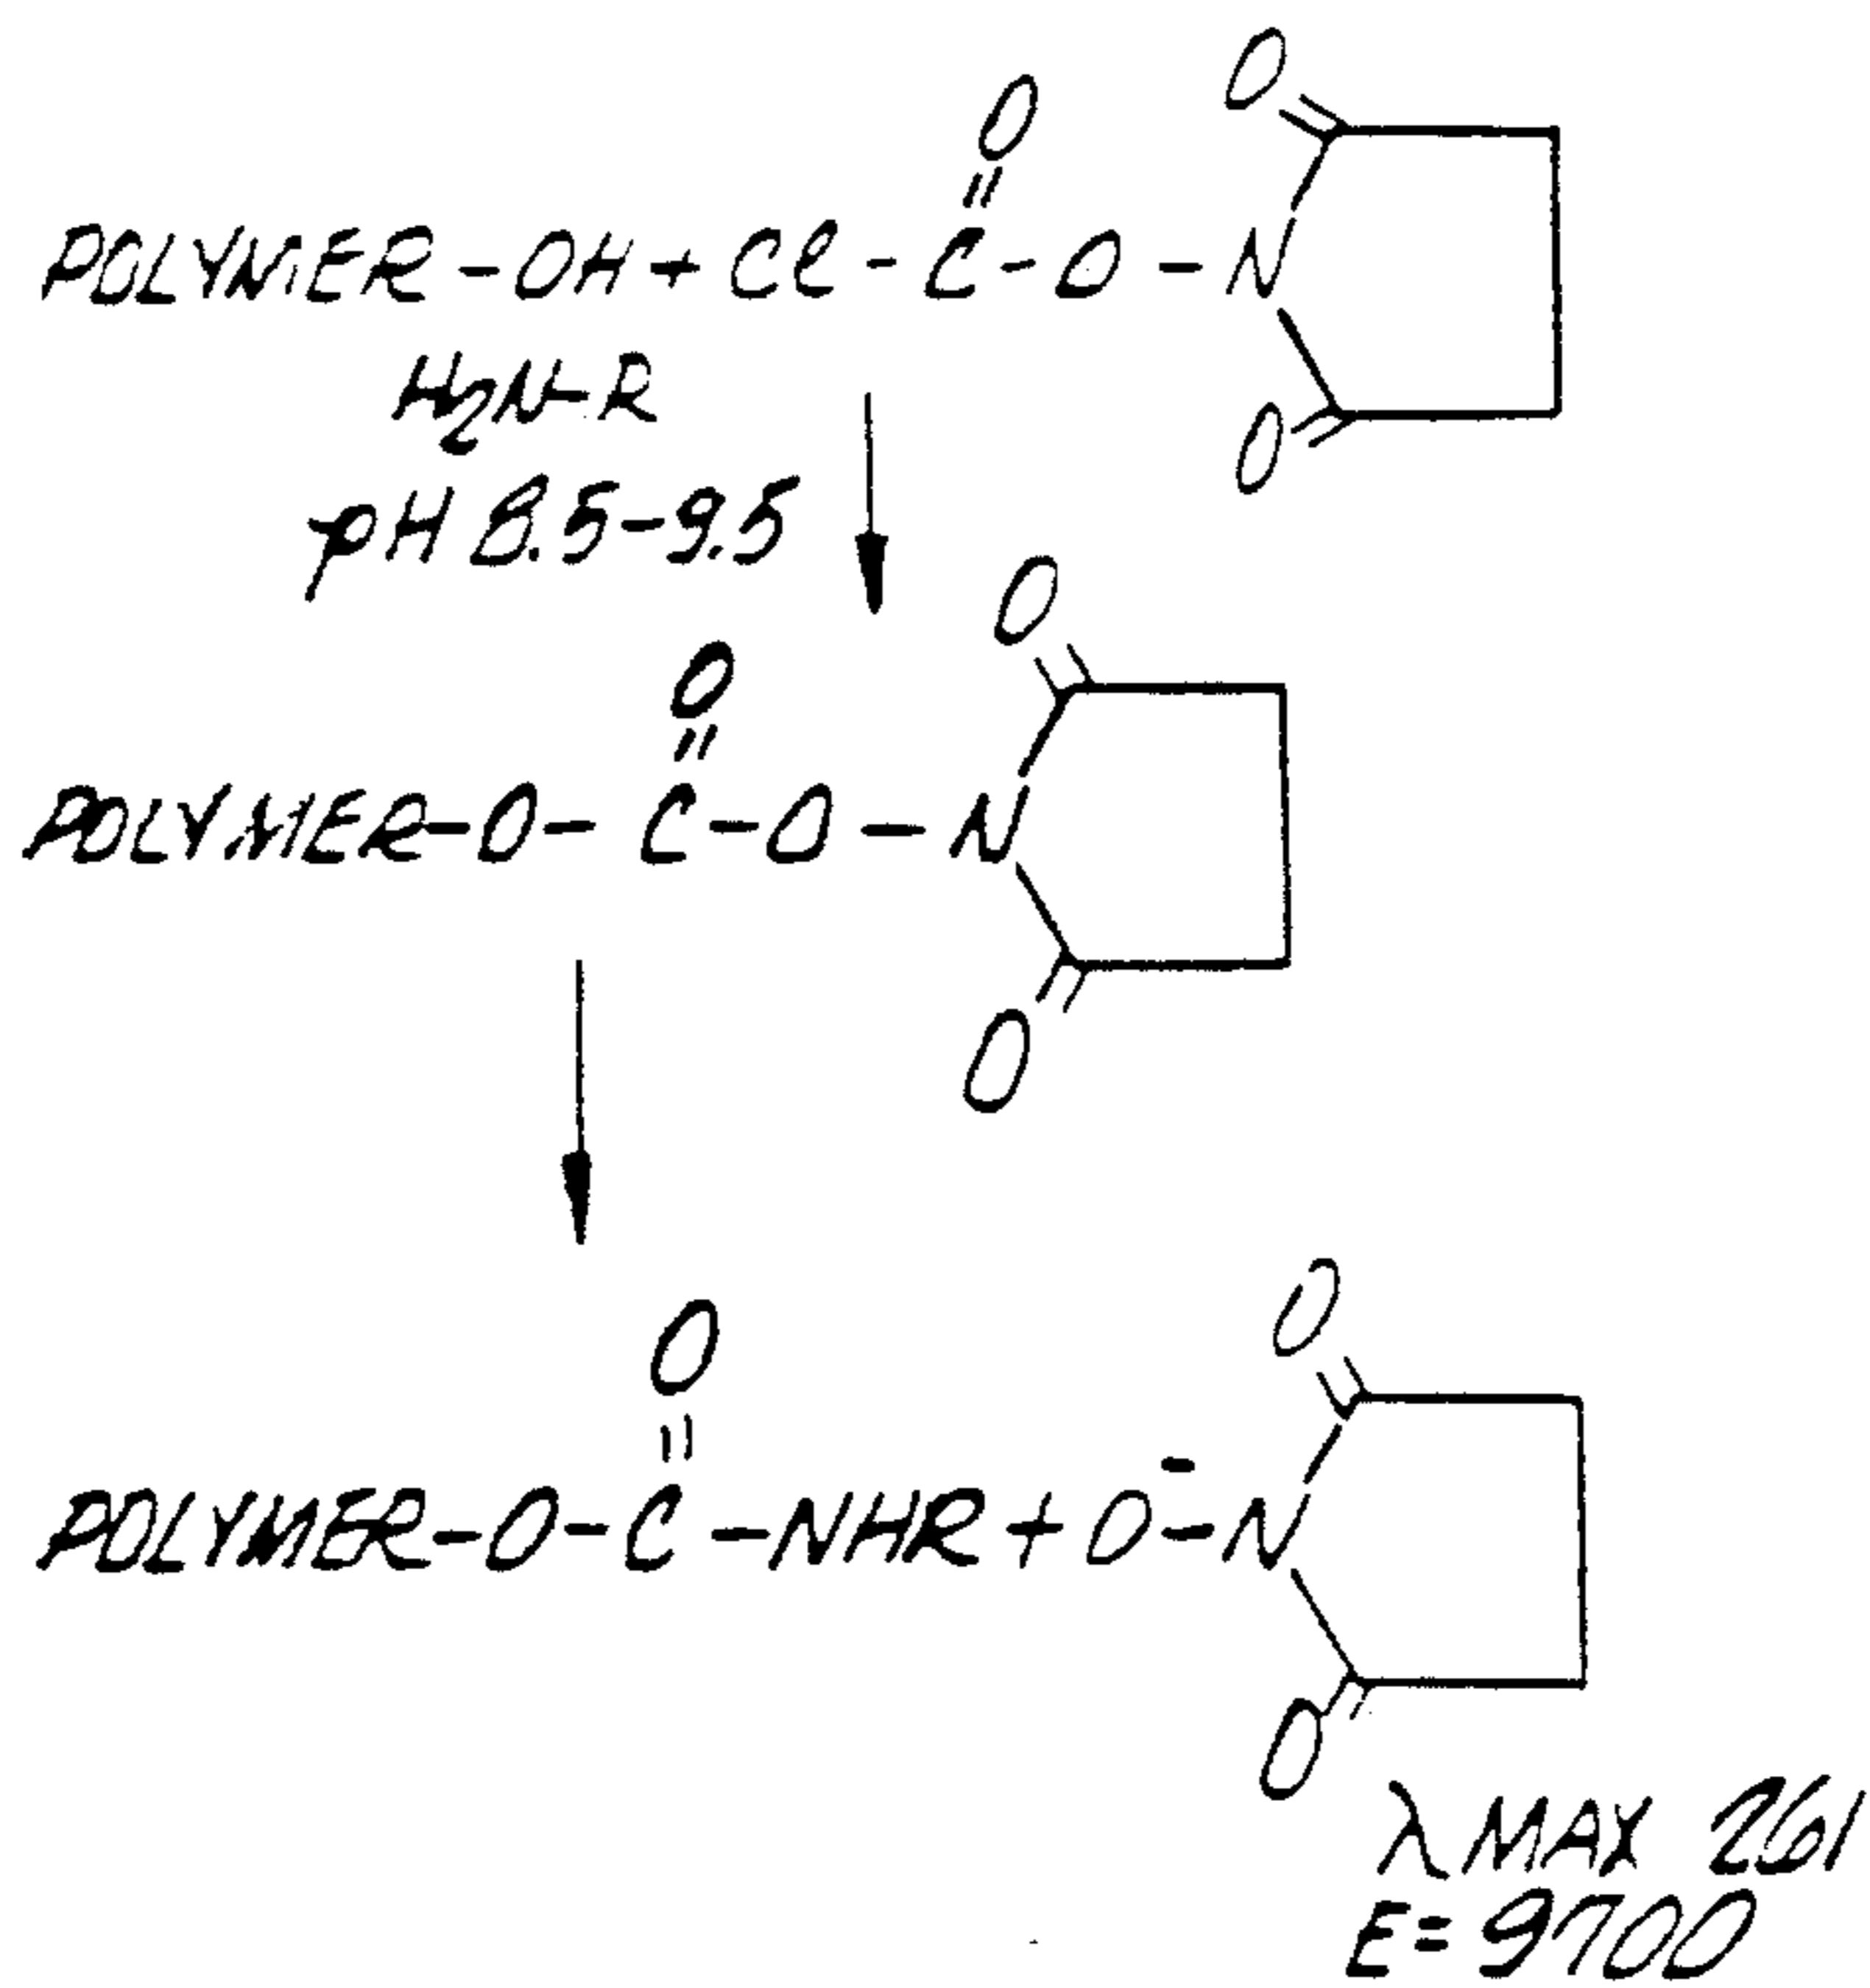 O
O
POLYMER-OH + Cl-C-O-N
H2N-R
O
pH 8.5-9.5
O
O
POLYMER-O-C-O-N
O
O
O
POLYMER-O-C-NHR + O⁻-N
O
λ MAX 261
E=9700